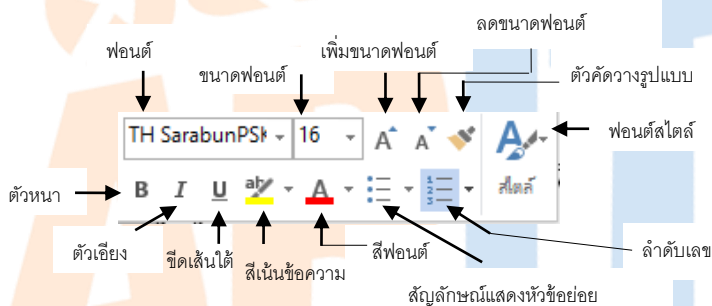 ลดขนาดฟอนต์
ฟอนต์
เพิ่มขนาดฟอนต์
ขนาดฟอนต์
ตัวคัดวางรูปแบบ
TH SarabunPSK
16
A
A
A
ฟอนต์สไตล์
ตัวหนา
B
I
U
ab
A
1
2
3
สไตล์
ตัวเอียง
ขีดเส้นใต้
สีเน้นข้อความ
สีฟอนต์
ลำดับเลข
สัญลักษณ์แสดงหัวข้อย่อย